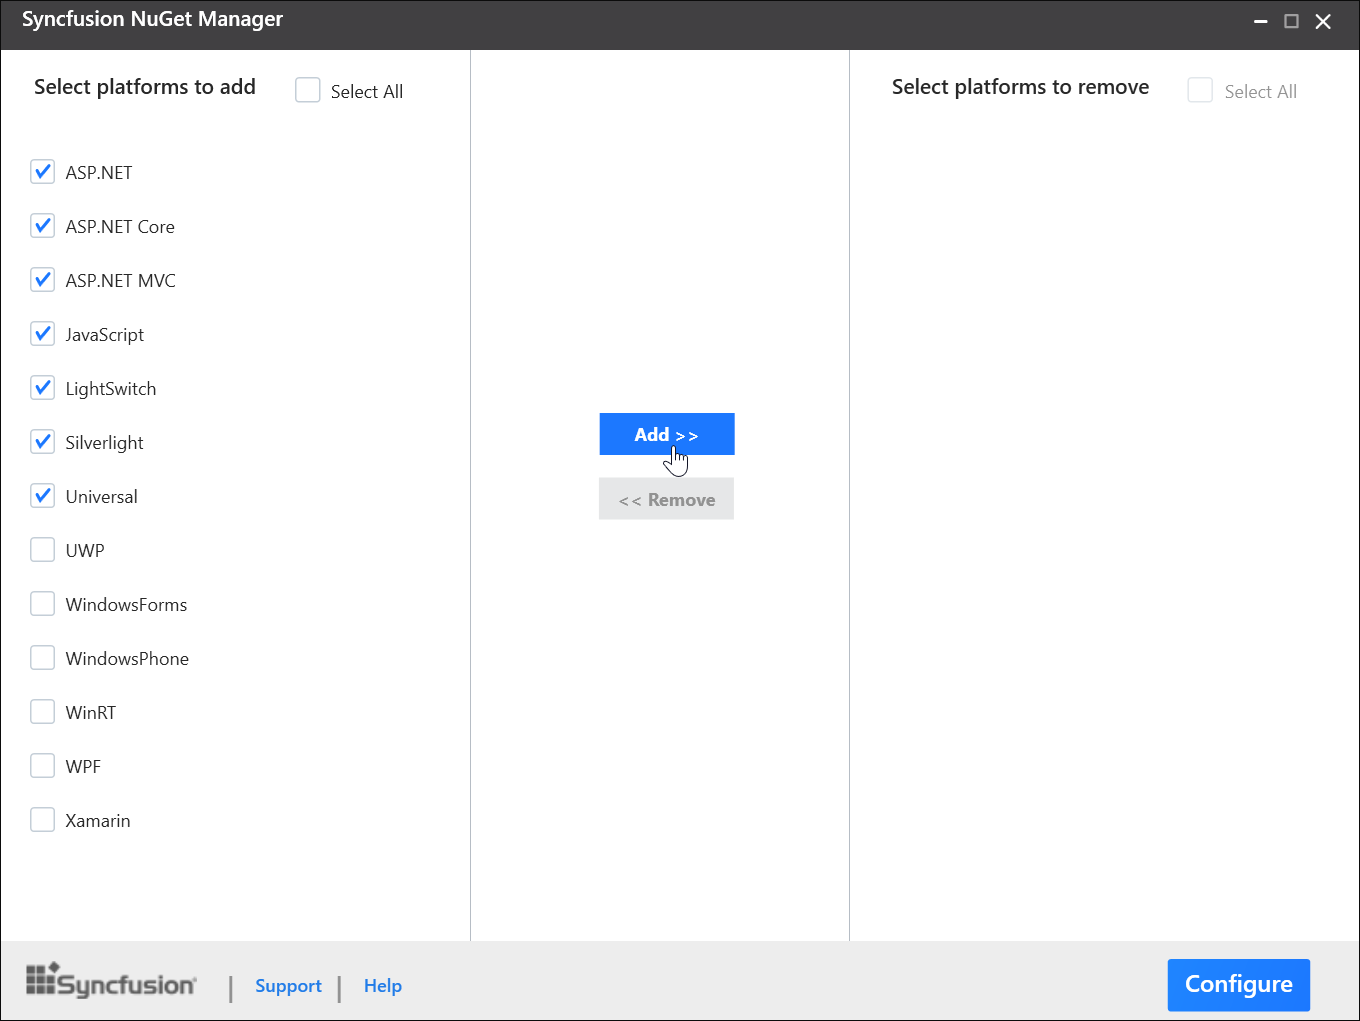 Syncfusion NuGet Manager
Select platforms to add
Select All
ASP.NET
ASP.NET Core
ASP.NET MVC
JavaScript
LightSwitch
Silverlight
Universal
UWP
WindowsForms
WindowsPhone
WinRT
WPF
Xamarin
Add >>
<< Remove
Select platforms to remove
Select All
Syncfusion | Support | Help
Configure